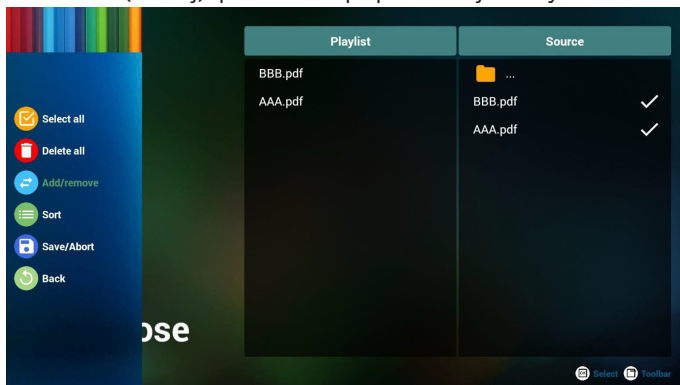 Playlist
Source
BBB.pdf
AAA.pdf
...
BBB.pdf
AAA.pdf
Select all
Delete all
Add/remove
Sort
Save/Abort
Back
ose
Select
Toolbar